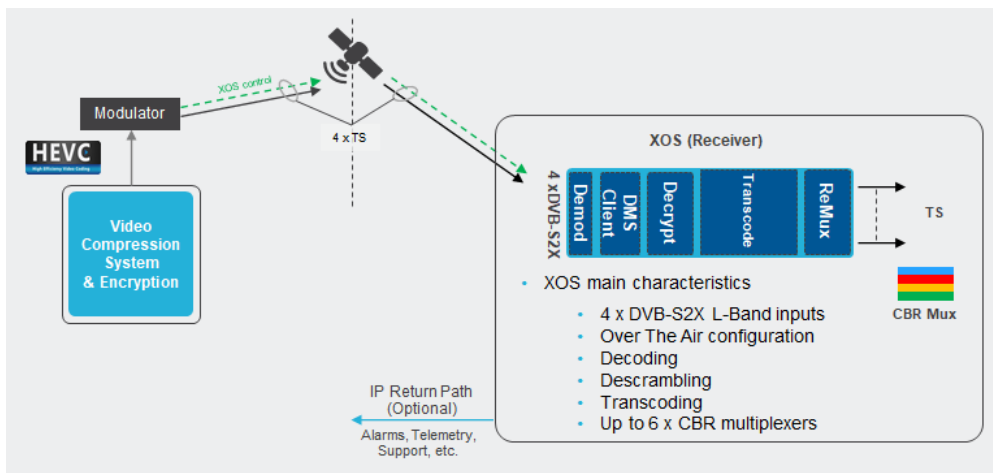 XOS control
Modulator
4 x TS
HEVC
High Efficiency Video Coding
Video
Compression
System
& Encryption
XOS (Receiver)
4 xDVB-S2X
Demod
DMS
Client
Decrypt
Transcode
ReMux
TS
CBR Mux
• XOS main characteristics
• 4 x DVB-S2X L-Band inputs
• Over The Air configuration
• Decoding
• Descrambling
• Transcoding
• Up to 6 x CBR multiplexers
IP Return Path
(Optional)
Alarms, Telemetry,
Support, etc.